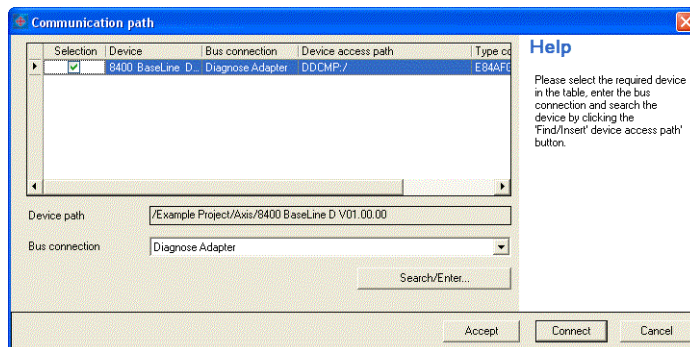 Communication path
Selection Device Bus connection Device access path Type co
8400 BaseLine D... Diagnose Adapter DDCMP:/ E84AFG
Help
Please select the required device
in the table, enter the bus
connection and search the
device by clicking the
'Find/Insert' device access path'
button.
Device path /Example Project/Axis/8400 BaseLine D V01.00.00
Bus connection Diagnose Adapter
Search/Enter...
Accept Connect Cancel